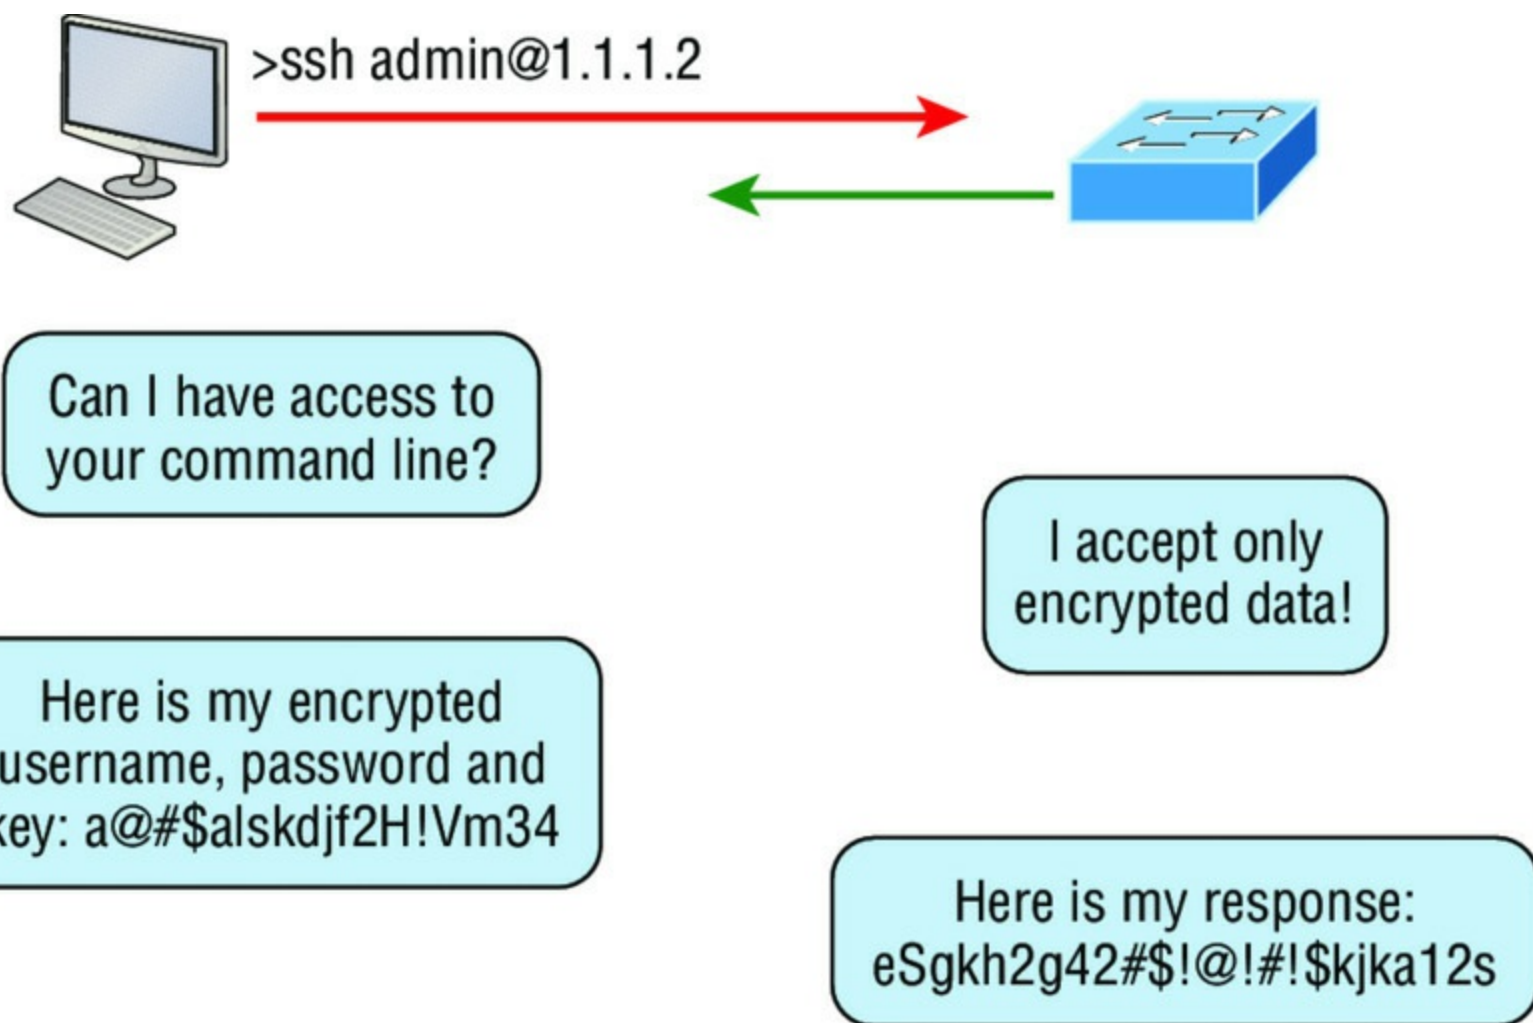 >ssh admin@1.1.1.2
Can I have access to
your command line?
I accept only
encrypted data!
Here is my encrypted
username, password and
key: a@#$alskdjf2H!Vm34
Here is my response:
eSgkh2g42#$!@!#!$kjka12s